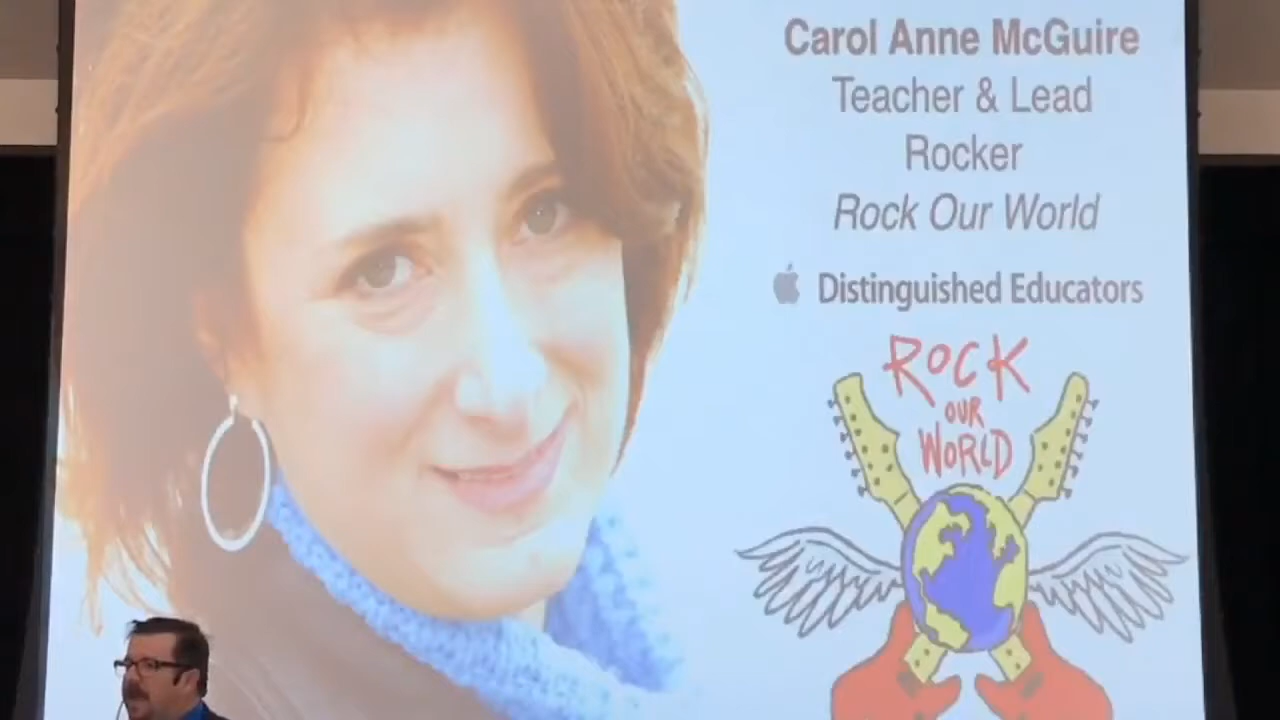 Carol Anne McGuire
Teacher & Lead
Rocker
Rock Our World
Distinguished Educators
ROCK
OUR
WORLD